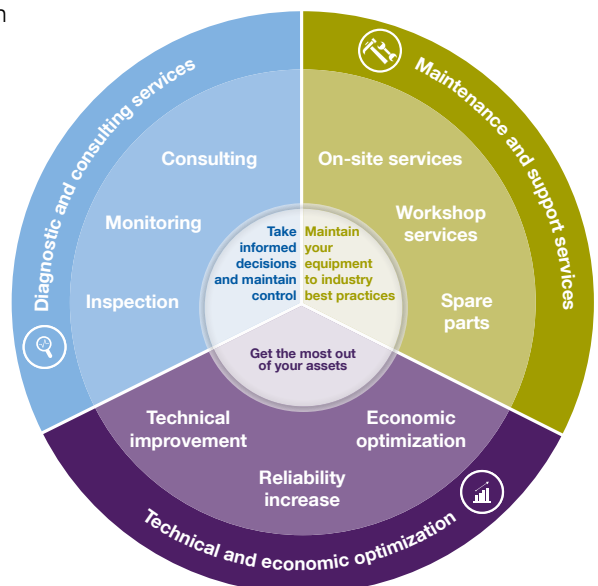 n
Diagnostic and consulting services
Consulting
Monitoring
Inspection
Take
informed
decisions
and maintain
control
Maintenance and support services
On-site services
Workshop
services
Spare
parts
Maintain
your
equipment
to industry
best practices
Get the most out
of your assets
Technical
improvement
Reliability
increase
Economic
optimization
Technical and economic optimization